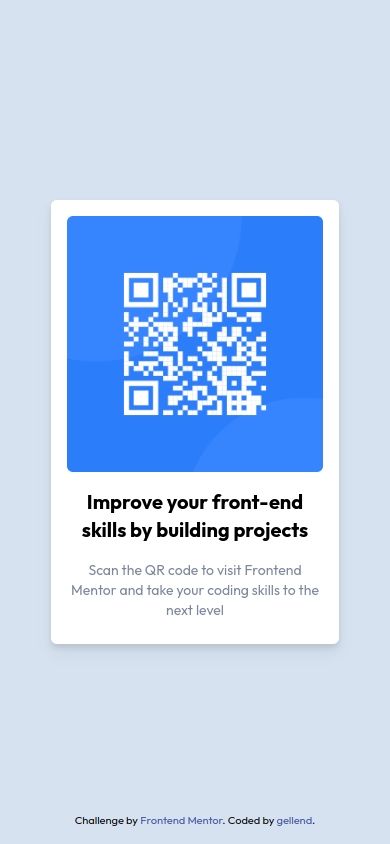 Improve your front-end
skills by building projects
Scan the QR code to visit Frontend
Mentor and take your coding skills to the
next level
Challenge by Frontend Mentor. Coded by gellend.